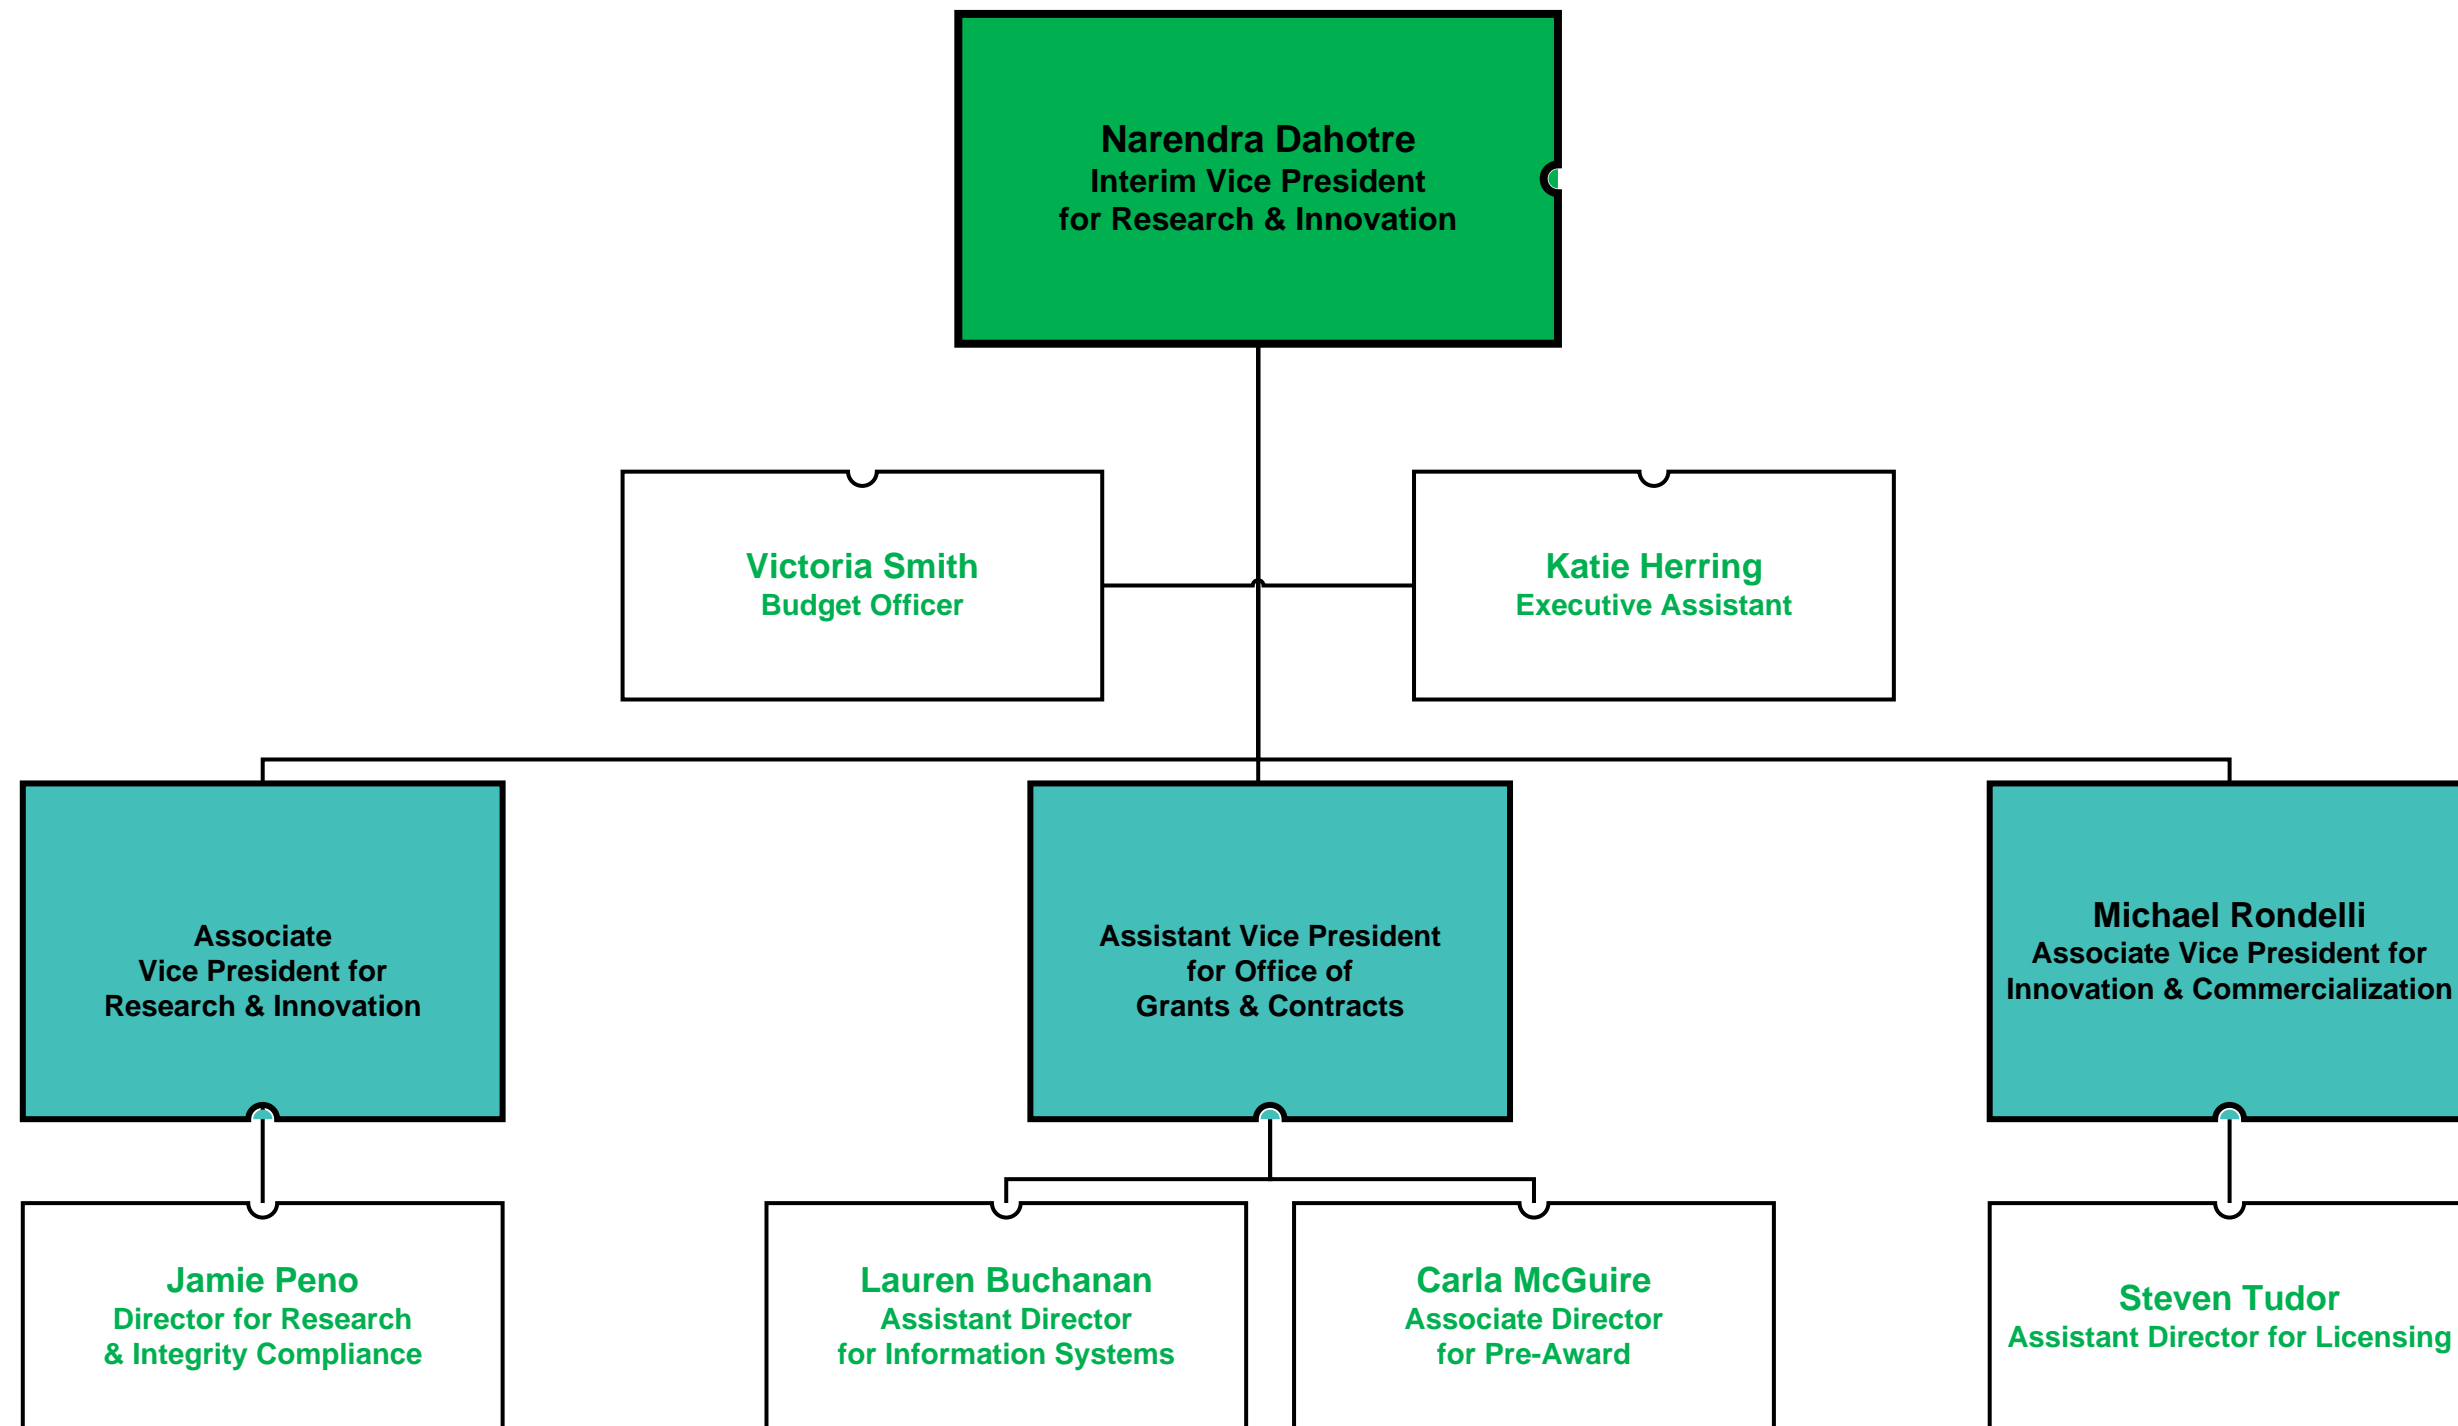 Narendra Dahotre
Interim Vice President
for Research & Innovation
Victoria Smith
Budget Officer
Katie Herring
Executive Assistant
Associate
Vice President for
Research & Innovation
Assistant Vice President
for Office of
Grants & Contracts
Michael Rondelli
Associate Vice President for
Innovation & Commercialization
Jamie Peno
Director for Research
& Integrity Compliance
Lauren Buchanan
Assistant Director
for Information Systems
Carla McGuire
Associate Director
for Pre-Award
Steven Tudor
Assistant Director for Licensing